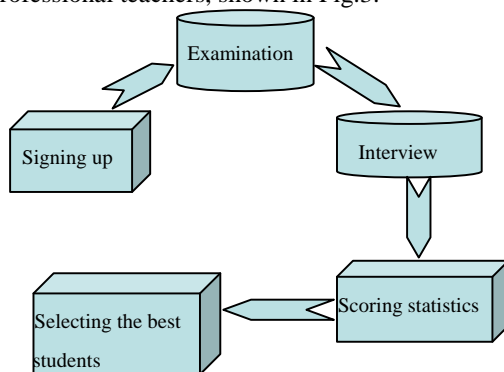 rofessional teachers, shown in Fig.3.
Examination
Signing up
Interview
Scoring statistics
Selecting the best
students